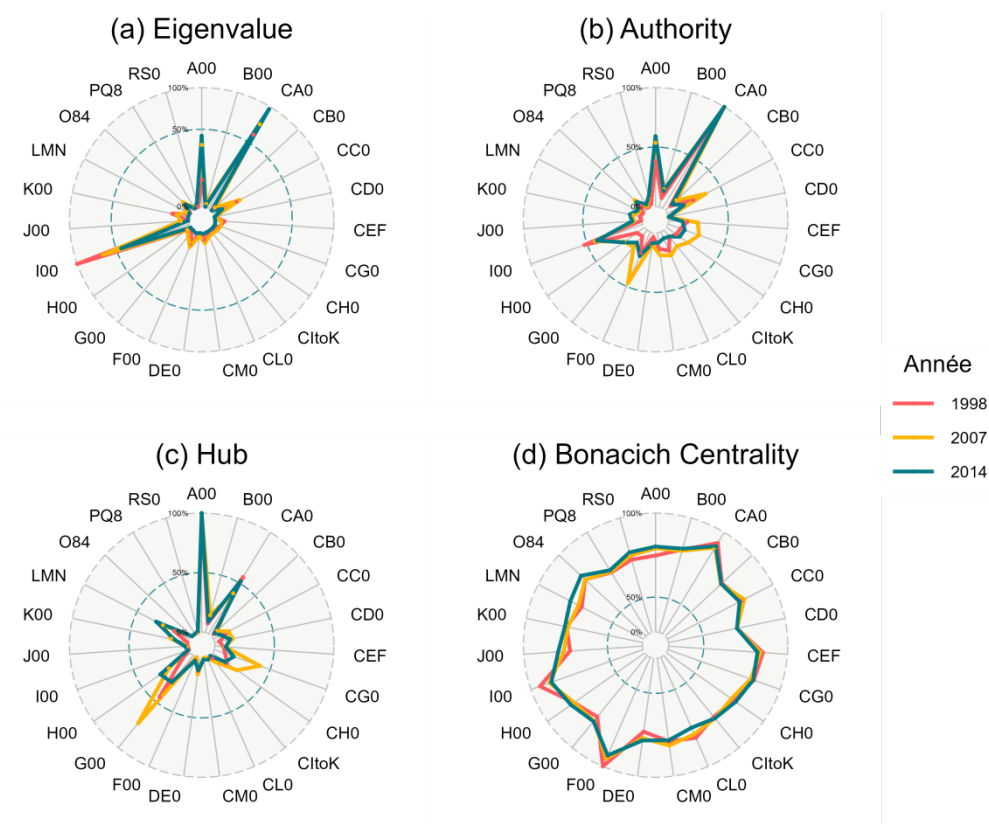 (a) Eigenvalue
A00
B00
CA0
CB0
CC0
CD0
CEF
CG0
CH0
CItoK
CL0
CM0
DE0
F00
G00
H00
I00
J00
K00
LMN
O84
PQ8
RS0
100%
50%
0%
(b) Authority
A00
B00
CA0
CB0
CC0
CD0
CEF
CG0
CH0
CItoK
CL0
CM0
DE0
F00
G00
H00
I00
J00
K00
LMN
O84
PQ8
RS0
100%
50%
0%
Année
1998
2007
2014
(c) Hub
A00
B00
CA0
CB0
CC0
CD0
CEF
CG0
CH0
CItoK
CL0
CM0
DE0
F00
G00
H00
I00
J00
K00
LMN
O84
PQ8
RS0
100%
50%
0%
(d) Bonacich Centrality
A00
B00
CA0
CB0
CC0
CD0
CEF
CG0
CH0
CItoK
CL0
CM0
DE0
F00
G00
H00
I00
J00
K00
LMN
O84
PQ8
RS0
100%
50%
0%